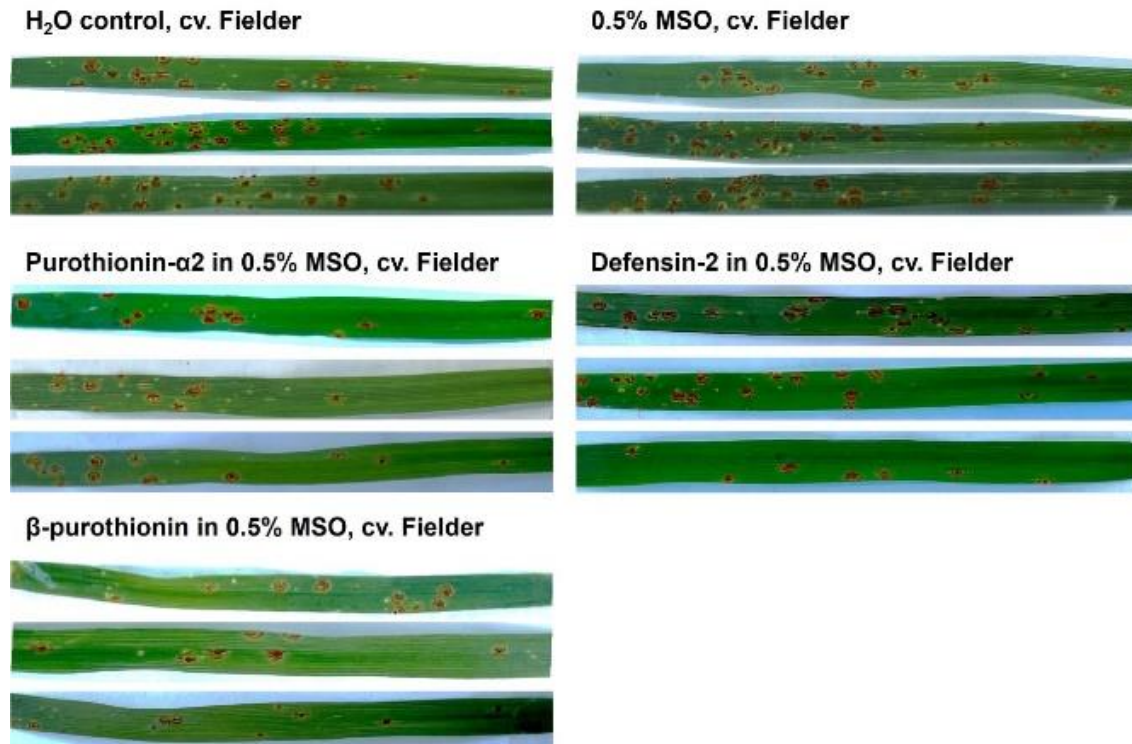 H₂O control, cv. Fielder
0.5% MSO, cv. Fielder
Purothionin-α2 in 0.5% MSO, cv. Fielder
Defensin-2 in 0.5% MSO, cv. Fielder
β-purothionin in 0.5% MSO, cv. Fielder